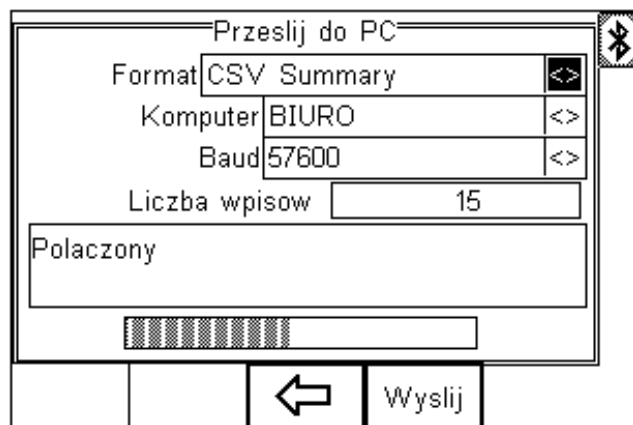 Przeslij do PC
Format CSV Summary <>
Komputer BIURO <>
Baud 57600 <>
Liczba wpisow 15
Polaczony
Wyslij